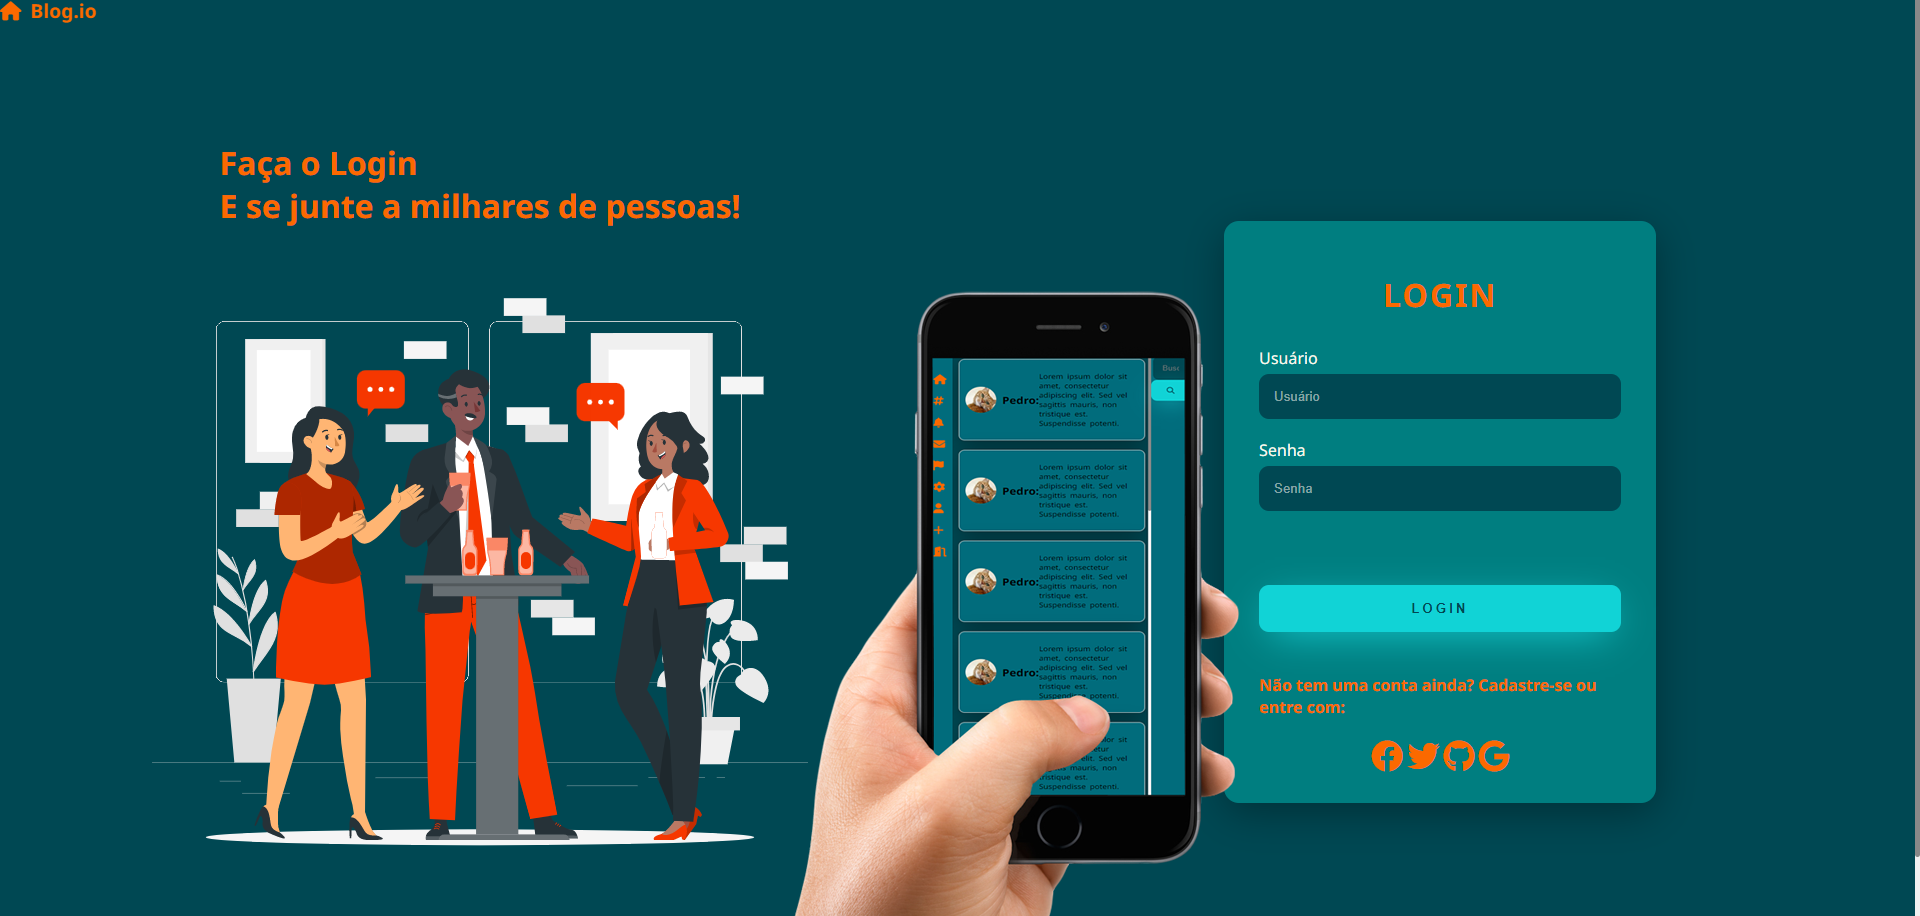 Blog.io
Faça o Login
E se junte a milhares de pessoas!
LOGIN
Usuário
Usuário
Senha
Senha
LOGIN
Não tem uma conta ainda? Cadastre-se ou
entre com:
Busc
Pedro:
Lorem ipsum dolor sit
amet, consectetur
adipiscing elit. Sed vel
sagittis mauris, non
tristique est.
Suspendisse potenti.
Pedro:
Lorem ipsum dolor sit
amet, consectetur
adipiscing elit. Sed vel
sagittis mauris, non
tristique est.
Suspendisse potenti.
Pedro:
Lorem ipsum dolor sit
amet, consectetur
adipiscing elit. Sed vel
sagittis mauris, non
tristique est.
Suspendisse potenti.
Pedro:
Lorem ipsum dolor sit
amet, consectetur
adipiscing elit. Sed vel
sagittis mauris, non
tristique est.
Suspendisse potenti.
dolor sit
elit. Sed vel
mauris, non
tristique est.
Suspendisse potenti.